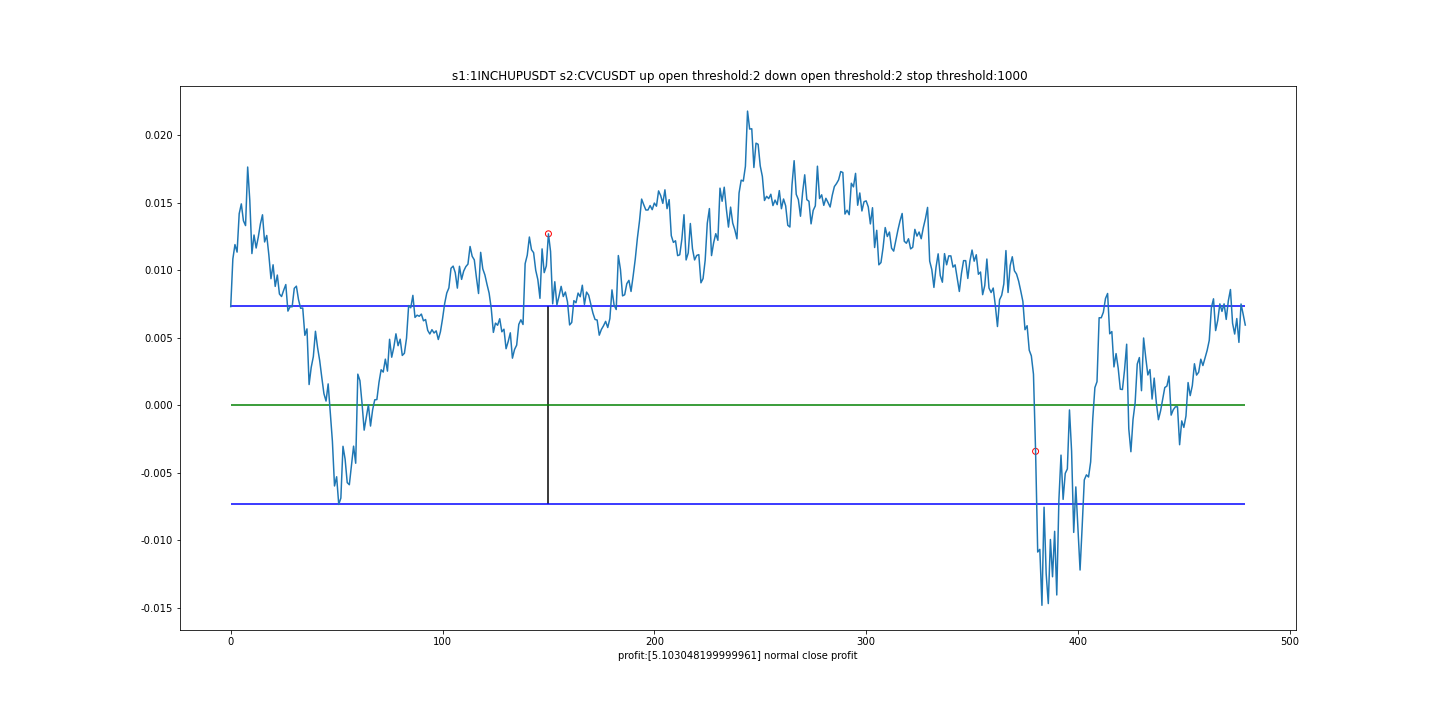 s1:1INCHUPUSDT s2:CVCUSDT up open threshold:2 down open threshold:2 stop threshold:1000
0.020
0.015
0.010
0.005
0.000
-0.005
-0.010
-0.015
0 100 200 300 400 500
profit:[5.103048199999961] normal close profit